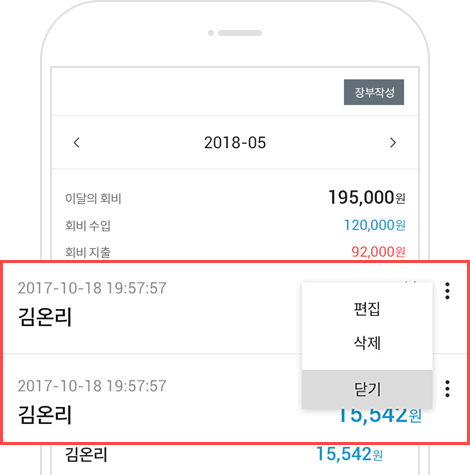 장부작성
2018-05
이달의 회비 195,000원
회비 수입 120,000원
회비 지출 92,000원
2017-10-18 19:57:57
김온리
편집
삭제
닫기
2017-10-18 19:57:57
김온리 15,542원
김온리 15,542원